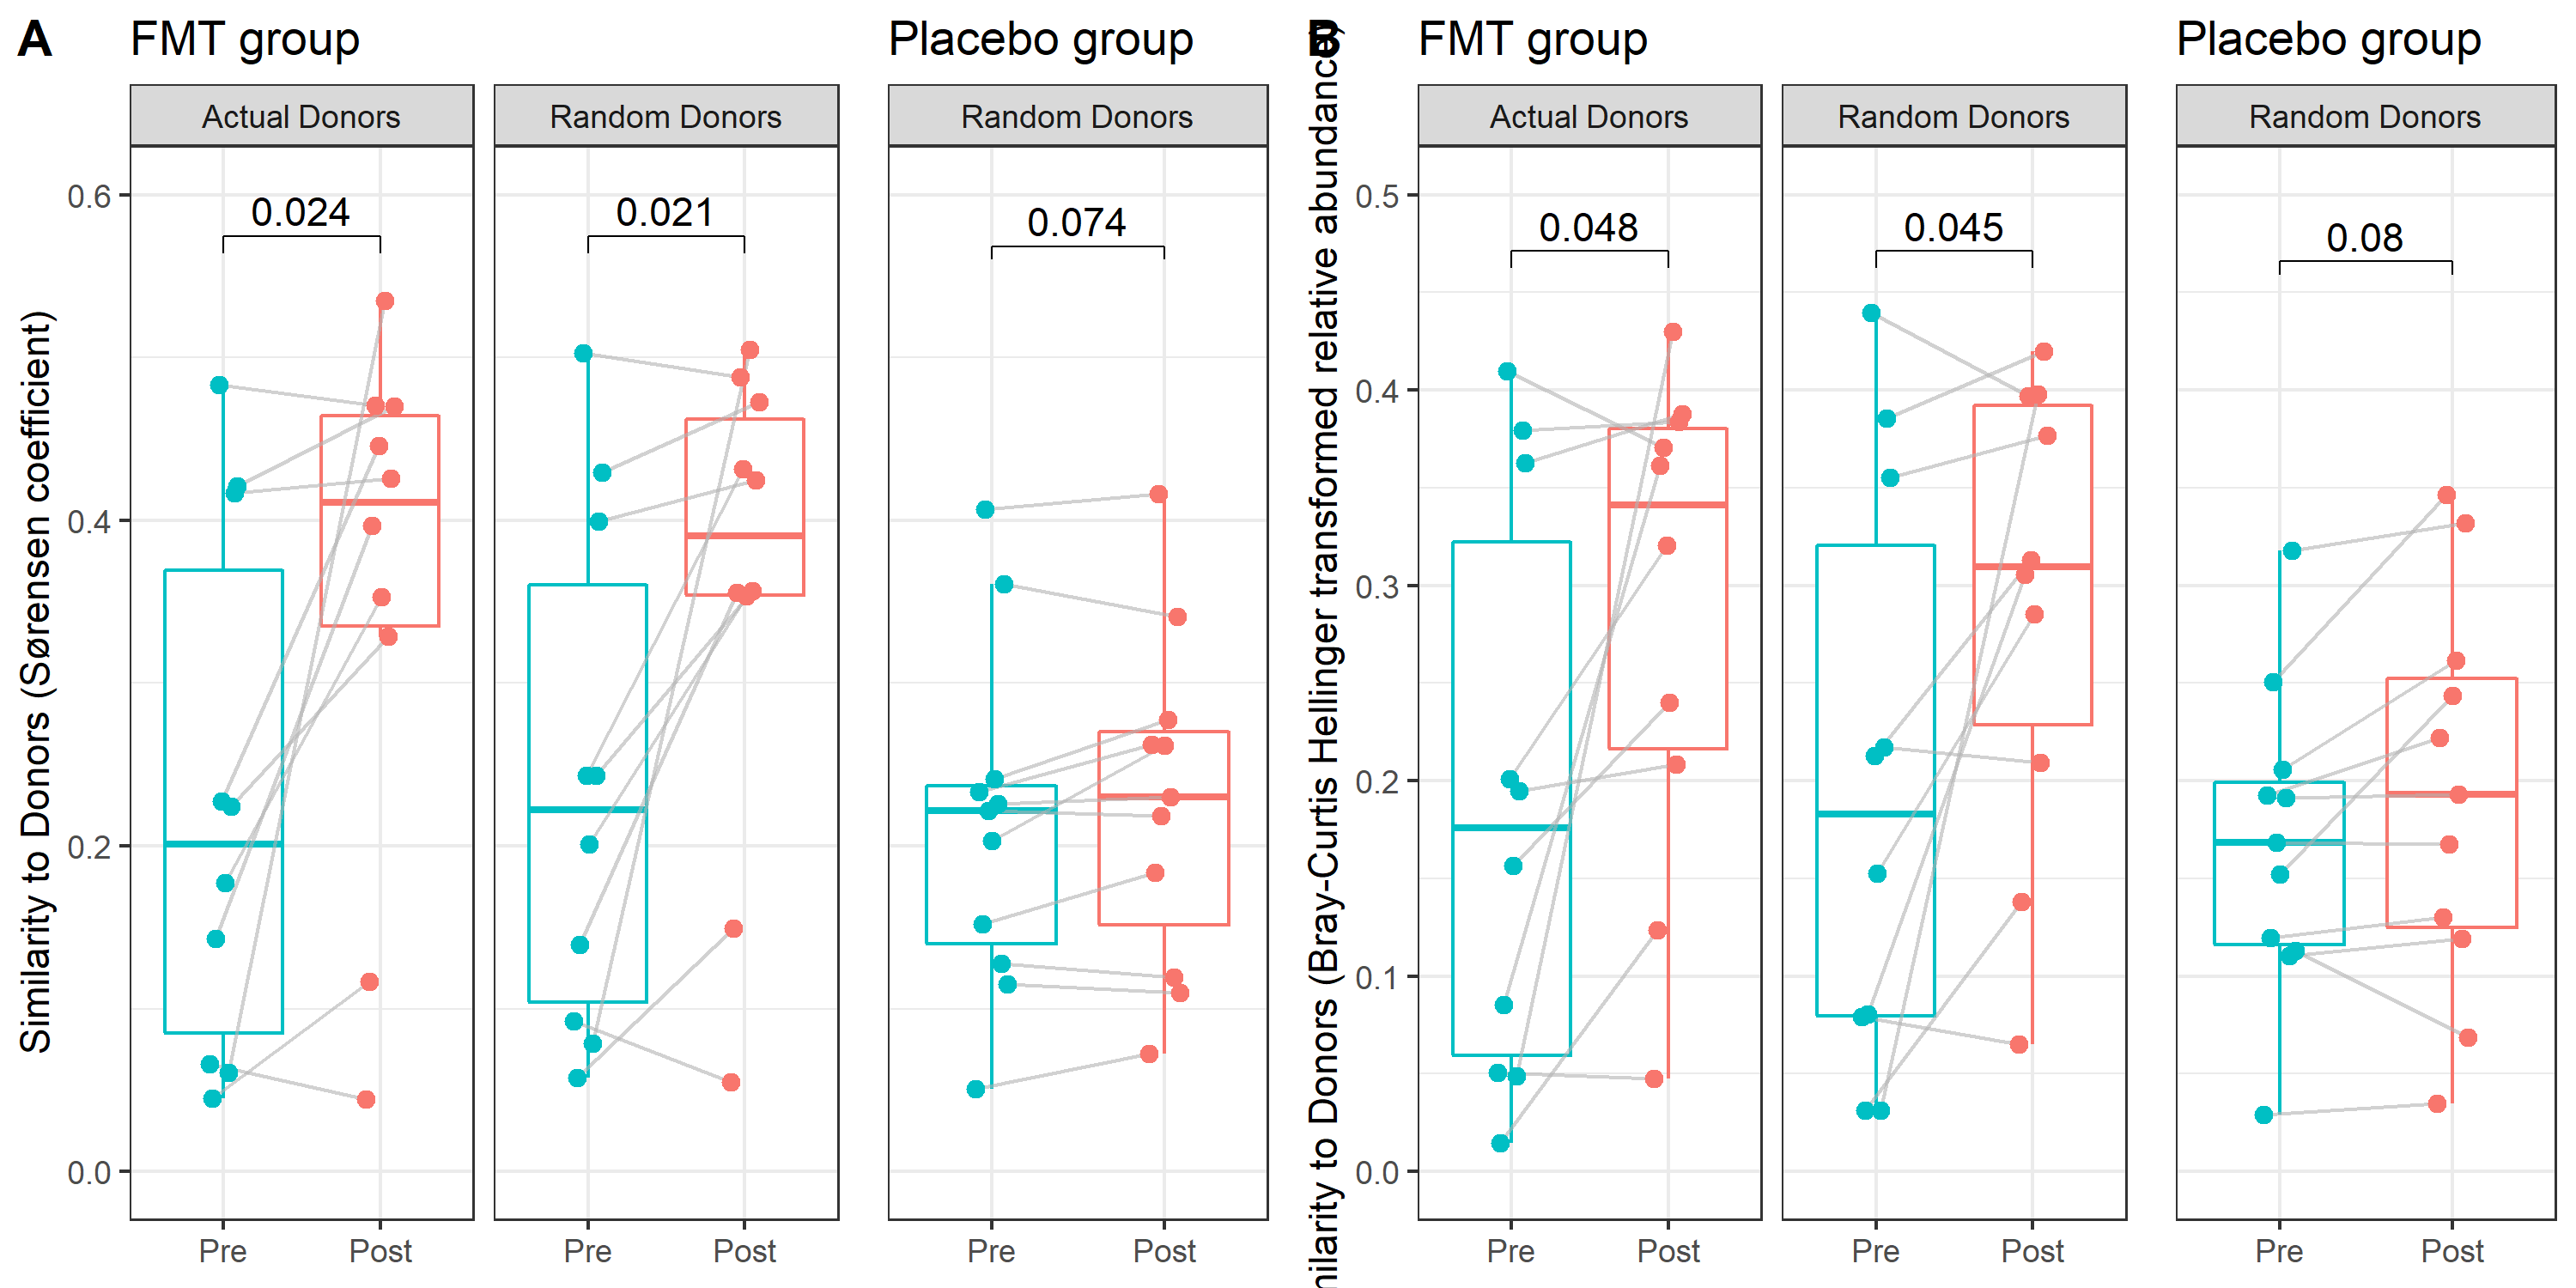 A
FMT group
Placebo group
Actual Donors
Random Donors
Random Donors
Similarity to Donors (Sørensen coefficient)
0.6
0.4
0.2
0.0
0.024
0.021
0.074
Pre
Post
Pre
Post
Pre
Post
B
FMT group
Placebo group
Actual Donors
Random Donors
Random Donors
to Donors (Bray-Curtis Hellinger transformed relative abundance)
0.5
0.4
0.3
0.2
0.1
0.0
0.048
0.045
0.08
Pre
Post
Pre
Post
Pre
Post